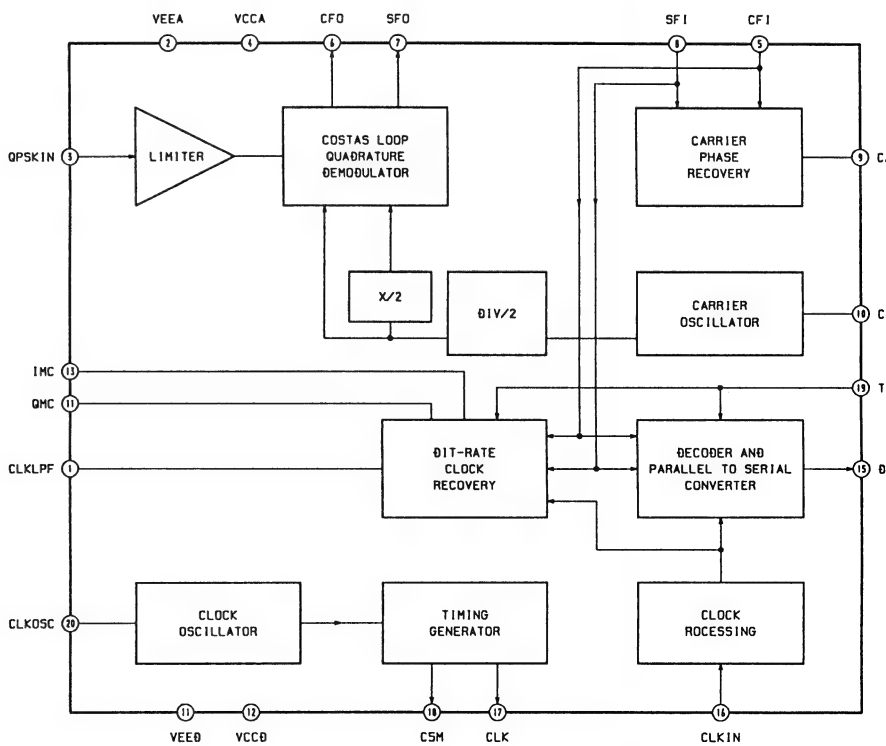 VEEA VCCA CFO SFO SFI CFI
2 4 6 7 8 5
QPSKIN 3
LIMITER
COSTAS LOOP
QUADRATURE
DEMODULATOR
CARRIER
PHASE
RECOVERY
9 C
X/2
DIV/2
CARRIER
OSCILLATOR
10 C
IMC 13
19 T
QMC 11
CLKLPF 1
DIT-RATE
CLOCK
RECOVERY
DECODER AND
PARALLEL TO SERIAL
CONVERTER
15 D
CLKOSC 20
CLOCK
OSCILLATOR
TIMING
GENERATOR
CLOCK
ROCESSING
11 12 18 17 16
VEED VCCD CSM CLK CLKIN